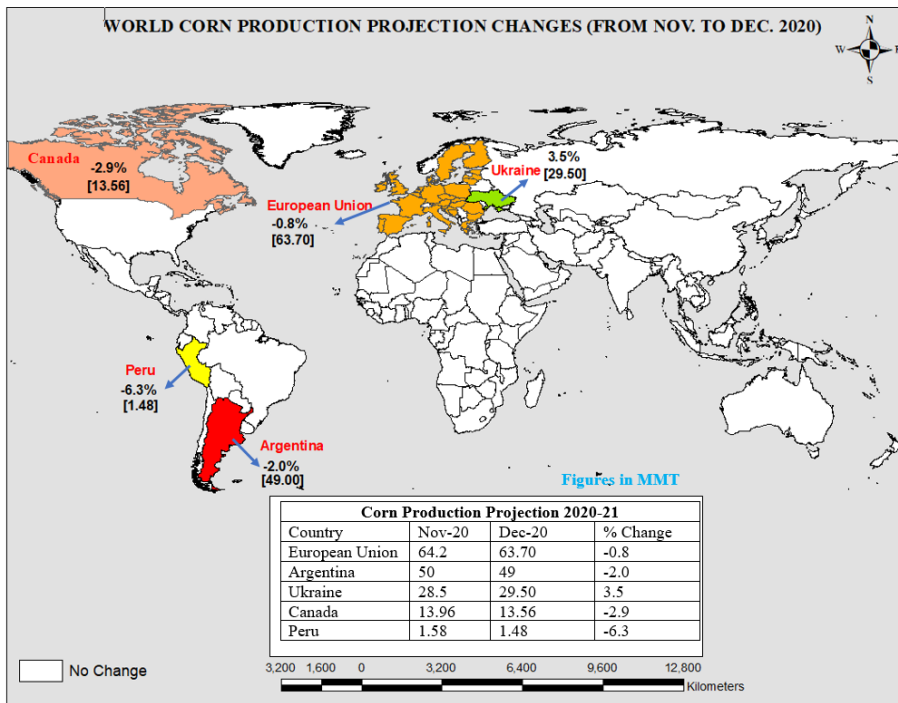 WORLD CORN PRODUCTION PROJECTION CHANGES (FROM NOV. TO DEC. 2020)
N
W
E
S
Canada
-2.9%
[13.56]
European Union
-0.8%
[63.70]
Ukraine
3.5%
[29.50]
Peru
-6.3%
[1.48]
Argentina
-2.0%
[49.00]
Figures in MMT
Corn Production Projection 2020-21
Country Nov-20 Dec-20 % Change
European Union 64.2 63.70 -0.8
Argentina 50 49 -2.0
Ukraine 28.5 29.50 3.5
Canada 13.96 13.56 -2.9
Peru 1.58 1.48 -6.3
No Change
3,200 1,600 0 3,200 6,400 9,600 12,800
Kilometers